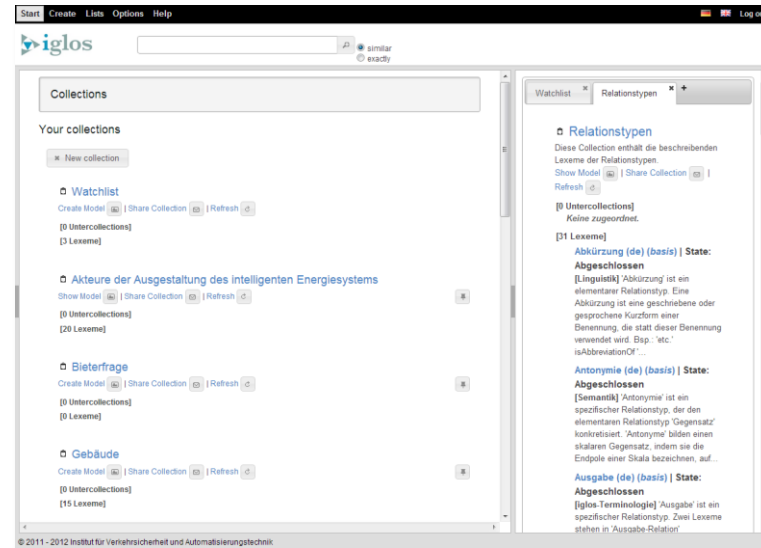 Start Create Lists Options Help
iglos
similar
exactly
Collections
Your collections
New collection
Watchlist
Create Model | Share Collection | Refresh
[0 Untercollections]
[3 Lexeme]
Akteure der Ausgestaltung des intelligenten Energiesystems
Show Model | Share Collection | Refresh
[0 Untercollections]
[20 Lexeme]
Bieterfrage
Create Model | Share Collection | Refresh
[0 Untercollections]
[0 Lexeme]
Gebäude
Create Model | Share Collection | Refresh
[0 Untercollections]
[15 Lexeme]
Watchlist
Relationstypen
Relationstypen
Diese Collection enthält die beschreibenden
Lexeme der Relationstypen.
Show Model | Share Collection |
Refresh
[0 Untercollections]
Keine zugeordnet.
[31 Lexeme]
Abkürzung (de) (basis) | State:
Abgeschlossen
[Linguistik] 'Abkürzung' ist ein
elementarer Relationstyp. Eine
Abkürzung ist eine geschriebene oder
gesprochene Kurzform einer
Benennung, die statt dieser Benennung
verwendet wird. Bsp.: 'etc.'
isAbbreviationOf '...
Antonymie (de) (basis) | State:
Abgeschlossen
[Semantik] 'Antonymie' ist ein
spezifischer Relationstyp, der den
elementaren Relationstyp 'Gegensatz'
konkretisiert. 'Antonyme' bilden einen
skalaren Gegensatz, indem sie die
Endpole einer Skala bezeichnen, auf...
Ausgabe (de) (basis) | State:
Abgeschlossen
[iglos-Terminologie] 'Ausgabe' ist ein
spezifischer Relationstyp. Zwei Lexeme
stehen in 'Ausgabe-Relation'
© 2011 - 2012 Institut für Verkehrsicherheit und Automatisierungstechnik